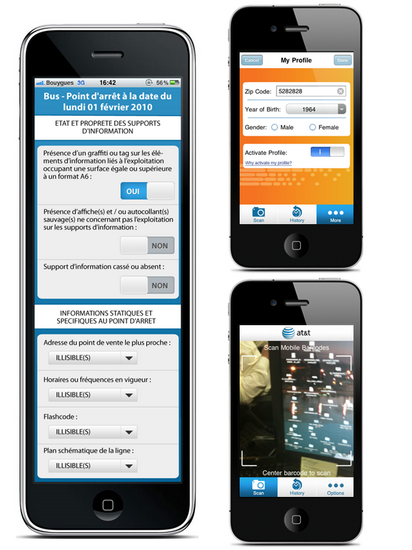 Bouygues 3G 16:42 56 %
Bus - Point d'arrêt à la date du
lundi 01 février 2010
ETAT ET PROPRETE DES SUPPORTS
D'INFORMATION
Présence d'un graffiti ou tag sur les élé-
ments d'information liés à l'exploitation
occupant une surface égale ou supérieure
à un format A6 :
OUI
Présence d'affiche(s) et / ou autocollant(s)
sauvage(s) ne concernant pas l'exploitation
sur les supports d'information :
NON
Support d'information cassé ou absent :
NON
INFORMATIONS STATIQUES ET
SPECIFIQUES AU POINT D'ARRET
Adresse du point de vente le plus proche :
ILLISIBLE(S)
Horaires ou fréquences en vigueur :
ILLISIBLE(S)
Flashcode :
ILLISIBLE(S)
Plan schématique de la ligne :
ILLISIBLE(S)
Cancel My Profile Done
Zip Code: 5282828
Year of Birth: 1964
Gender: Male Female
Activate Profile:
Why activate my profile?
Scan History More
at&t
Scan Mobile Barcodes
Center barcode to scan
Scan History Options